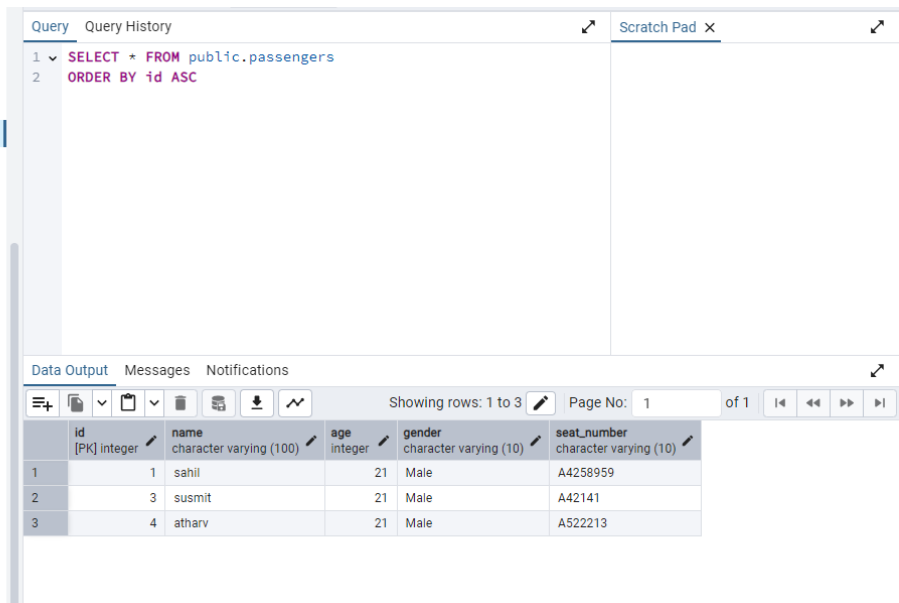 Query Query History Scratch Pad
1 SELECT * FROM public.passengers
2 ORDER BY id ASC
Data Output Messages Notifications
Showing rows: 1 to 3 Page No: 1 of 1
id name age gender seat_number
[PK] integer character varying (100) integer character varying (10) character varying (10)
1 1 sahil 21 Male A4258959
2 3 susmit 21 Male A42141
3 4 atharv 21 Male A522213